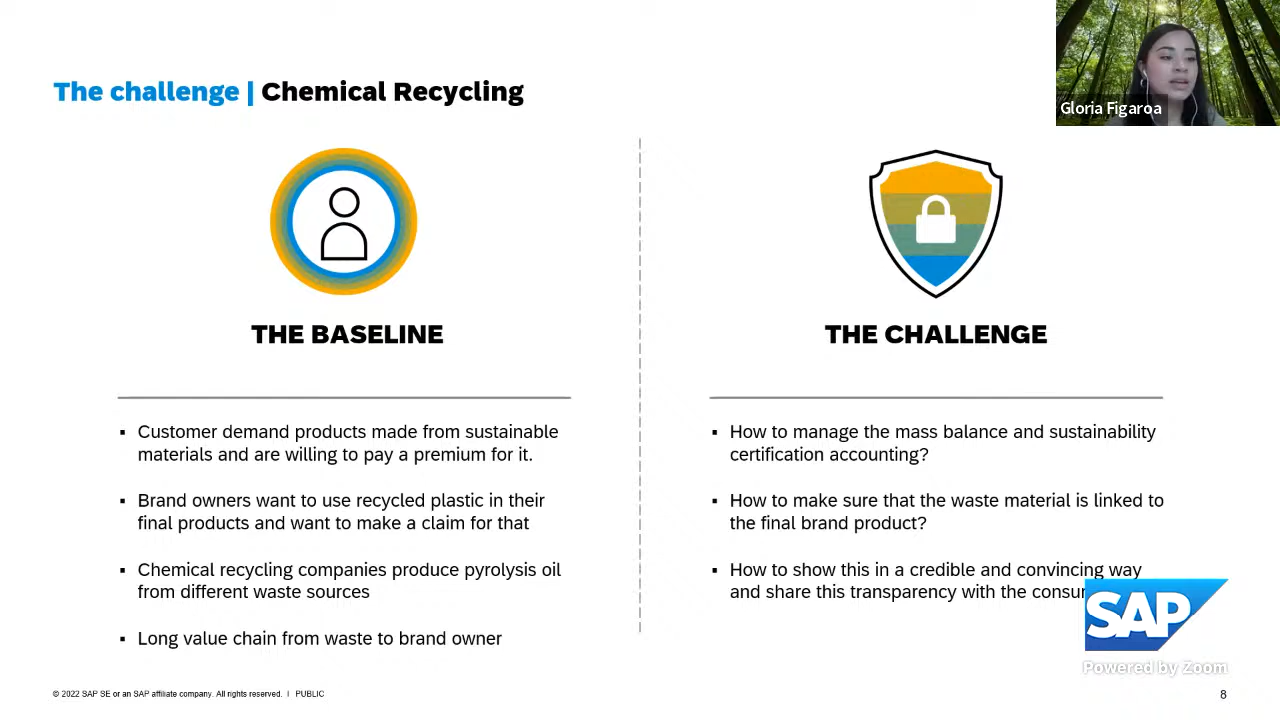 The challenge | Chemical Recycling
Gloria Figaroa
THE BASELINE
Customer demand products made from sustainable
materials and are willing to pay a premium for it.
Brand owners want to use recycled plastic in their
final products and want to make a claim for that
Chemical recycling companies produce pyrolysis oil
from different waste sources
Long value chain from waste to brand owner
THE CHALLENGE
How to manage the mass balance and sustainability
certification accounting?
How to make sure that the waste material is linked to
the final brand product?
How to show this in a credible and convincing way
and share this transparency with the
SAP
Powered by Zoom
© 2022 SAP SE or an SAP affiliate company. All rights reserved. I PUBLIC
8